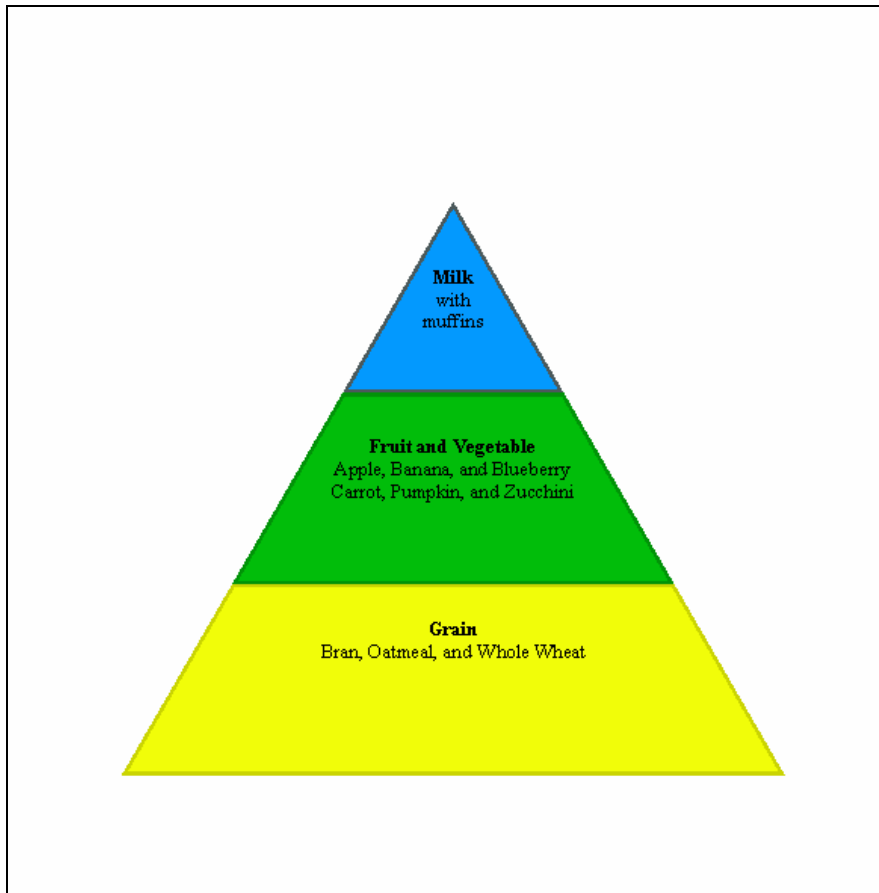 Milk
with
muffins
Fruit and Vegetable
Apple, Banana, and Blueberry
Carrot, Pumpkin, and Zucchini
Grain
Bran, Oatmeal, and Whole Wheat